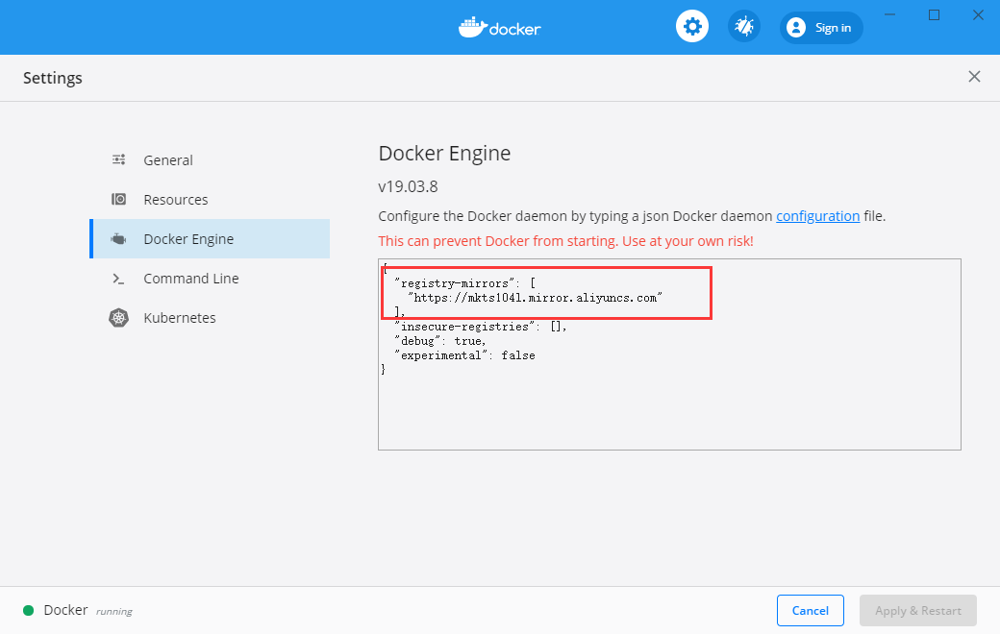 docker
Sign in
Settings
General
Resources
Docker Engine
Command Line
Kubernetes
Docker Engine
v19.03.8
Configure the Docker daemon by typing a json Docker daemon configuration file.
This can prevent Docker from starting. Use at your own risk!
{
"registry-mirrors": [
"https://mkts104l.mirror.aliyuncs.com"
],
"insecure-registries": [],
"debug": true,
"experimental": false
}
Docker running
Cancel
Apply & Restart